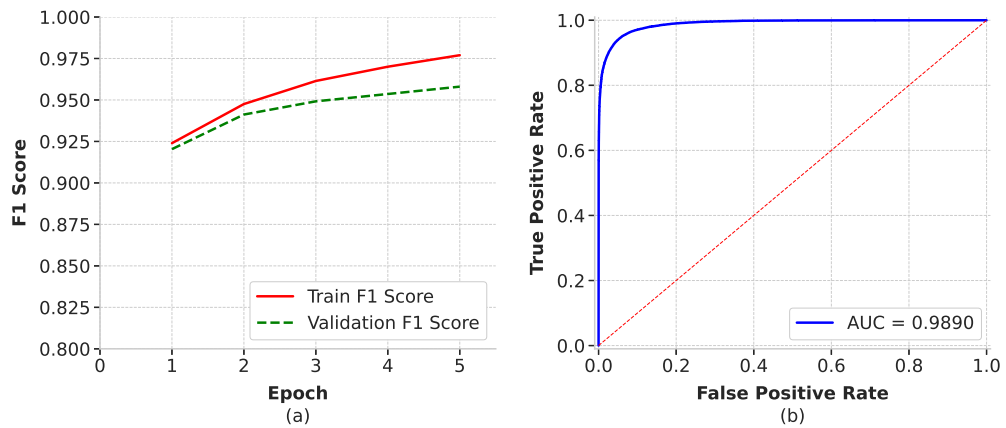 1.000
0.975
0.950
0.925
0.900
0.875
0.850
0.825
0.800
F1 Score
0 1 2 3 4 5
Epoch
(a)
Train F1 Score
Validation F1 Score
1.0
0.8
0.6
0.4
0.2
0.0
True Positive Rate
0.0 0.2 0.4 0.6 0.8 1.0
False Positive Rate
(b)
AUC = 0.9890